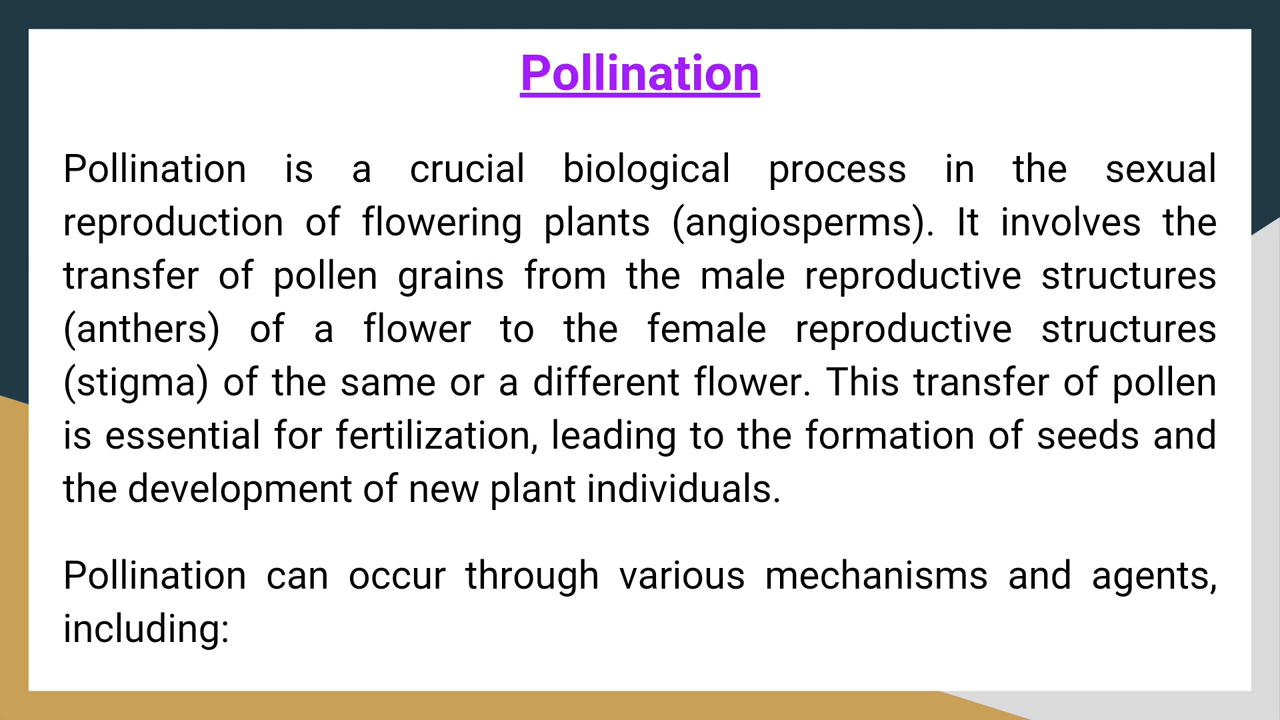 Pollination
Pollination is a crucial biological process in the sexual
reproduction of flowering plants (angiosperms). It involves the
transfer of pollen grains from the male reproductive structures
(anthers) of a flower to the female reproductive structures
(stigma) of the same or a different flower. This transfer of pollen
is essential for fertilization, leading to the formation of seeds and
the development of new plant individuals.
Pollination can occur through various mechanisms and agents,
including: